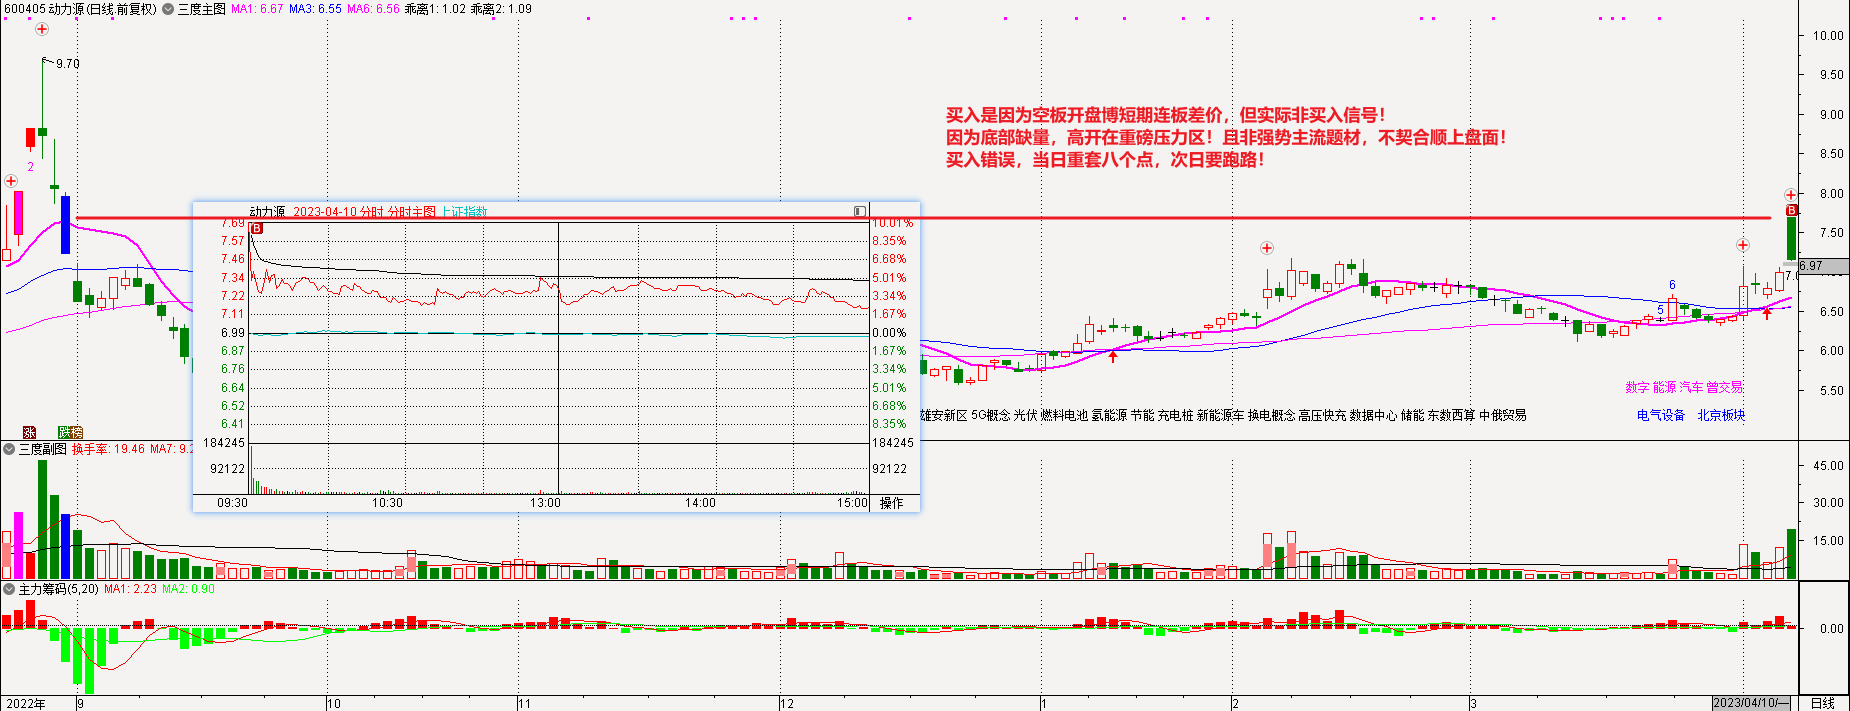 600405 动力源(日线.前复权) 三度主图 MA1: 6.67 MA3: 6.55 MA6: 6.56 乖离1: 1.02 乖离2: 1.09
10.00
9.70
9.50
9.00
买入是因为空板开盘博短期连板差价，但实际非买入信号！
因为底部缺量，高开在重磅压力区！且非强势主流题材，不契合顺上盘面！
买入错误，当日重套八个点，次日要跑路！
8.50
2
8.00
B
7.50
6.97
动力源 2023-04-10 分时 分时主图 上证指数
7.69 B 10.01%
7.57 8.35%
7.46 6.68%
7.34 5.01%
7.22 3.34%
7.11 1.67%
6.99 0.00%
6.87 1.67%
6.76 3.34%
6.64 5.01%
6.52 6.68%
6.41 8.35%
184245 184245
92122 92122
09:30 10:30 13:00 14:00 15:00 操作
6
5
6.50
6.00
5.50
数字 能源 汽车 曾交易
雄安新区 5G概念 光伏 燃料电池 氢能源 节能 充电桩 新能源车 换电概念 高压快充 数据中心 储能 东数西算 中俄贸易
电气设备 北京板块
涨 跌 榜
三度副图 换手率: 19.46 MA7: 9.2
45.00
30.00
15.00
主力筹码(5,20) MA1: 2.23 MA2: 0.90
0.00
2022年 9 10 11 12 1 2 3 2023/04/10/一 日线